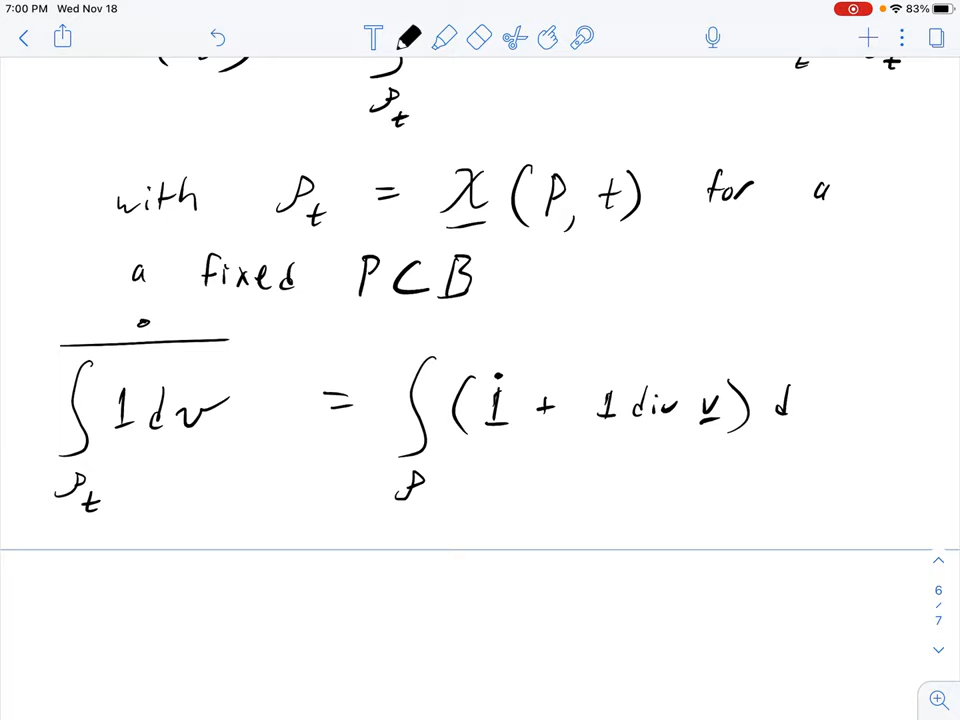 7:00 PM Wed Nov 18
83%
𝒫_t
with 𝒫_t = χ (P, t) for a
a fixed P ⊂ B
∫_{𝒫_t} 1 dv = ∫_𝒫 (1̇ + 1 div v) d
6
/
7